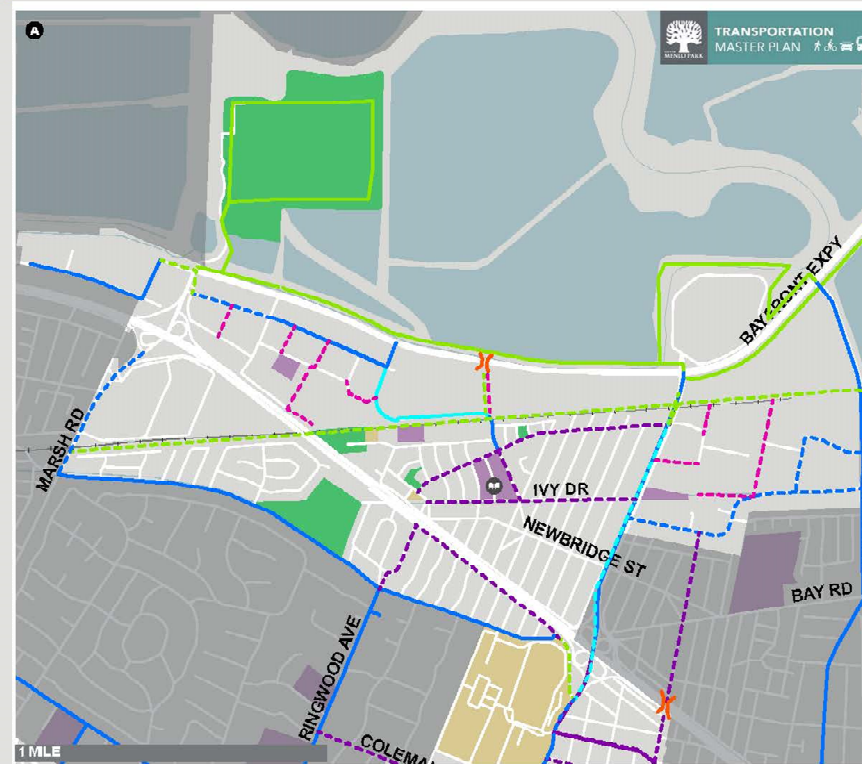 A
MENLO PARK
TRANSPORTATION
MASTER PLAN
BAYFRONT EXPY
MARSH RD
IVY DR
NEWBRIDGE ST
BAY RD
RINGWOOD AVE
COLEMA
1 MILE